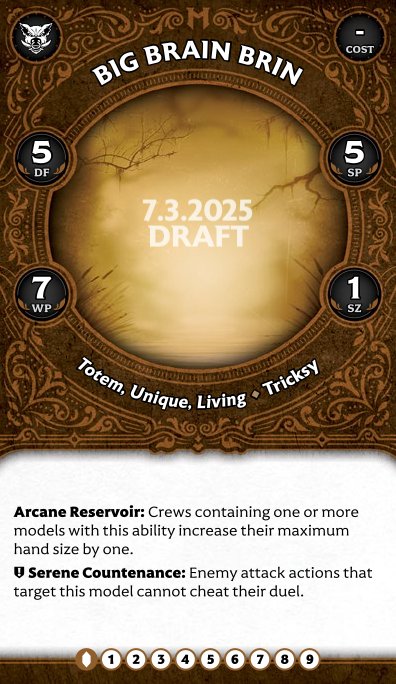 -
COST
BIG BRAIN BRIN
5
DF
5
SP
7.3.2025
DRAFT
7
WP
1
SZ
Totem, Unique, Living ◆ Tricksy
Arcane Reservoir: Crews containing one or more
models with this ability increase their maximum
hand size by one.
Serene Countenance: Enemy attack actions that
target this model cannot cheat their duel.
1 2 3 4 5 6 7 8 9